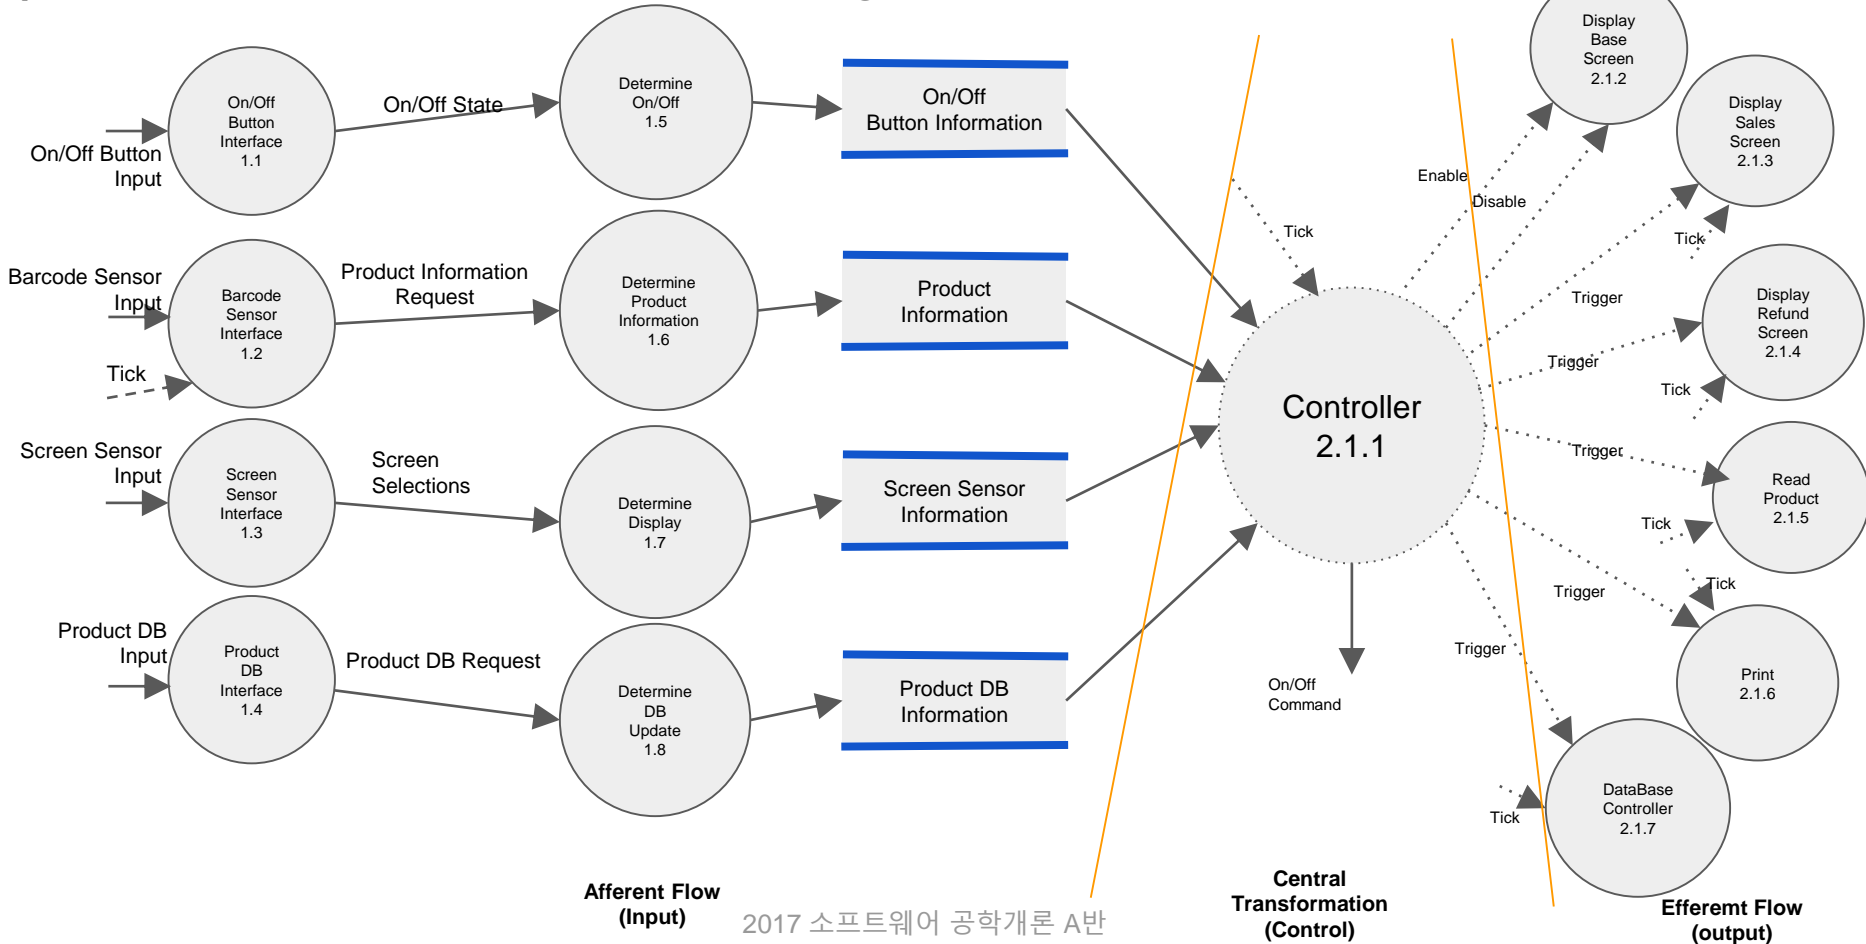 On/Off Button
Input
On/Off
Button
Interface
1.1
On/Off State
Determine
On/Off
1.5
On/Off
Button Information
Barcode Sensor
Input
Tick
Barcode
Sensor
Interface
1.2
Product Information
Request
Determine
Product
Information
1.6
Product
Information
Screen Sensor
Input
Screen
Sensor
Interface
1.3
Screen
Selections
Determine
Display
1.7
Screen Sensor
Information
Product DB
Input
Product
DB
Interface
1.4
Product DB Request
Determine
DB
Update
1.8
Product DB
Information
Tick
Controller
2.1.1
On/Off
Command
Enable
Disable
Display
Base
Screen
2.1.2
Display
Sales
Screen
2.1.3
Tick
Trigger
Display
Refund
Screen
2.1.4
Trigger
Tick
Trigger
Read
Product
2.1.5
Tick
Trigger
Tick
Print
2.1.6
Trigger
Tick
DataBase
Controller
2.1.7
Afferent Flow
(Input)
Central
Transformation
(Control)
Efferemt Flow
(output)
2017 소프트웨어 공학개론 A반